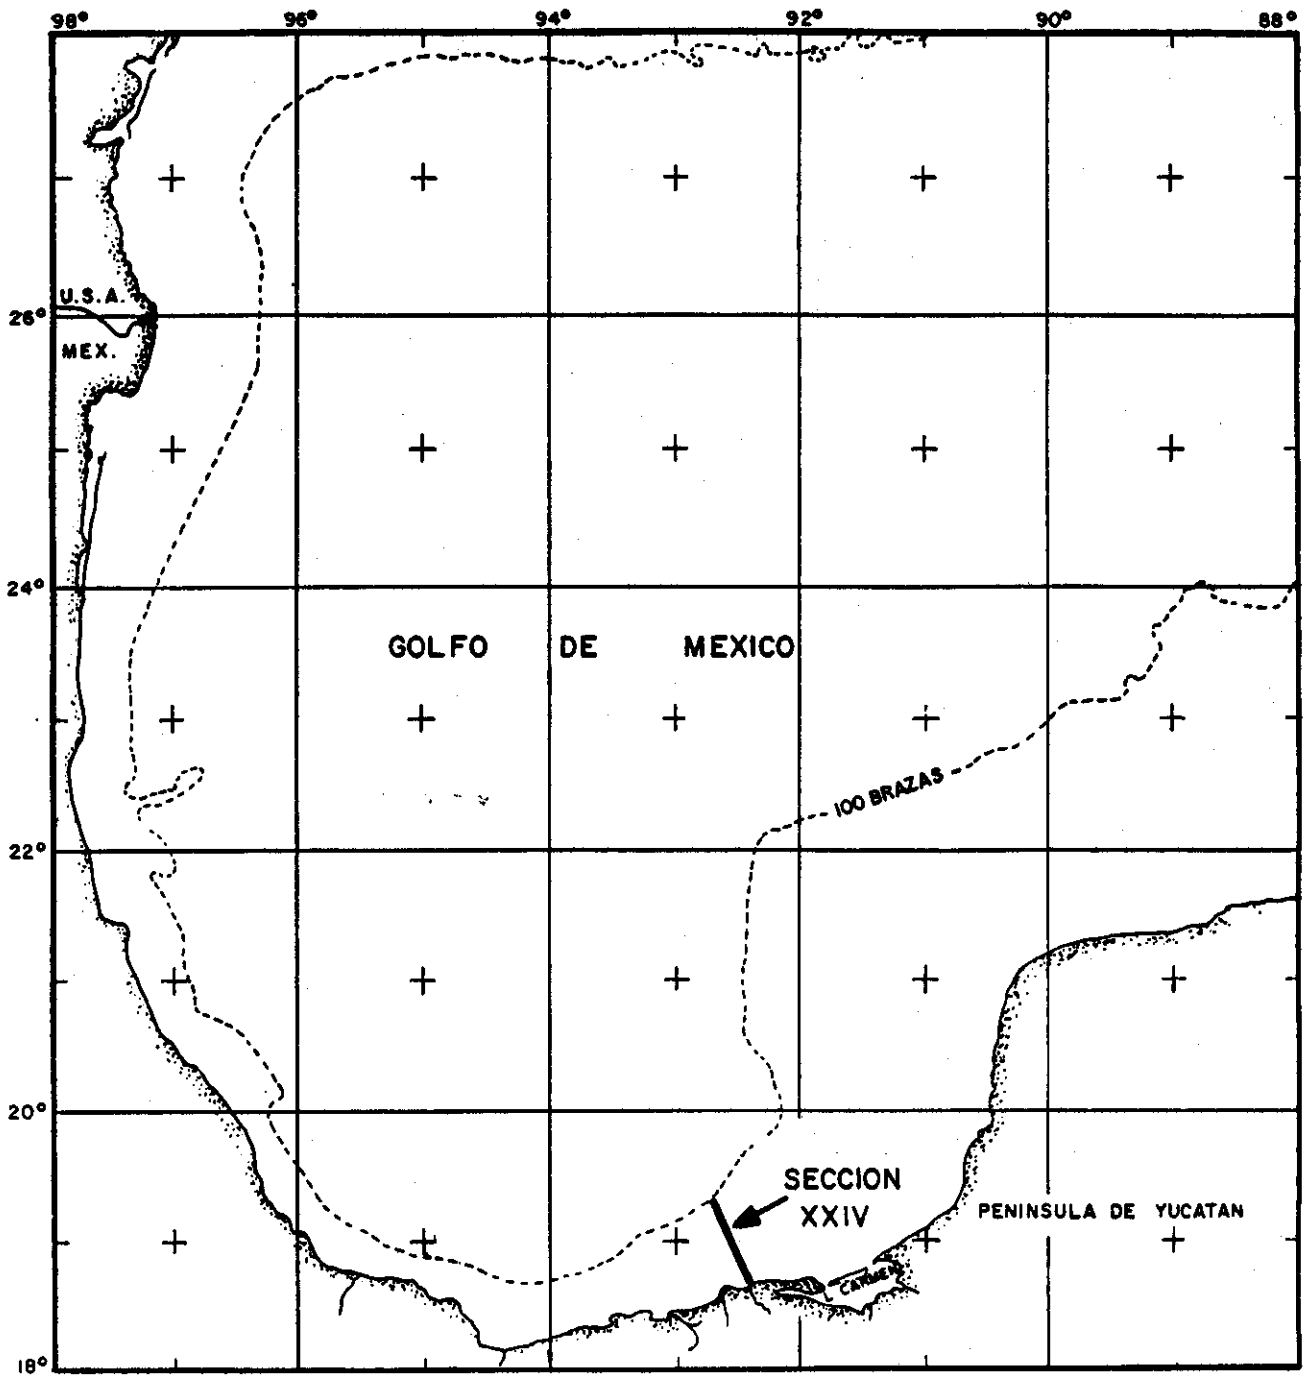 98° 96° 94° 92° 90° 88°
U.S.A.
26°
MEX.
24°
GOLFO DE MEXICO
100 BRAZAS
22°
20°
SECCION
XXIV
PENINSULA DE YUCATAN
CARMEN
18°